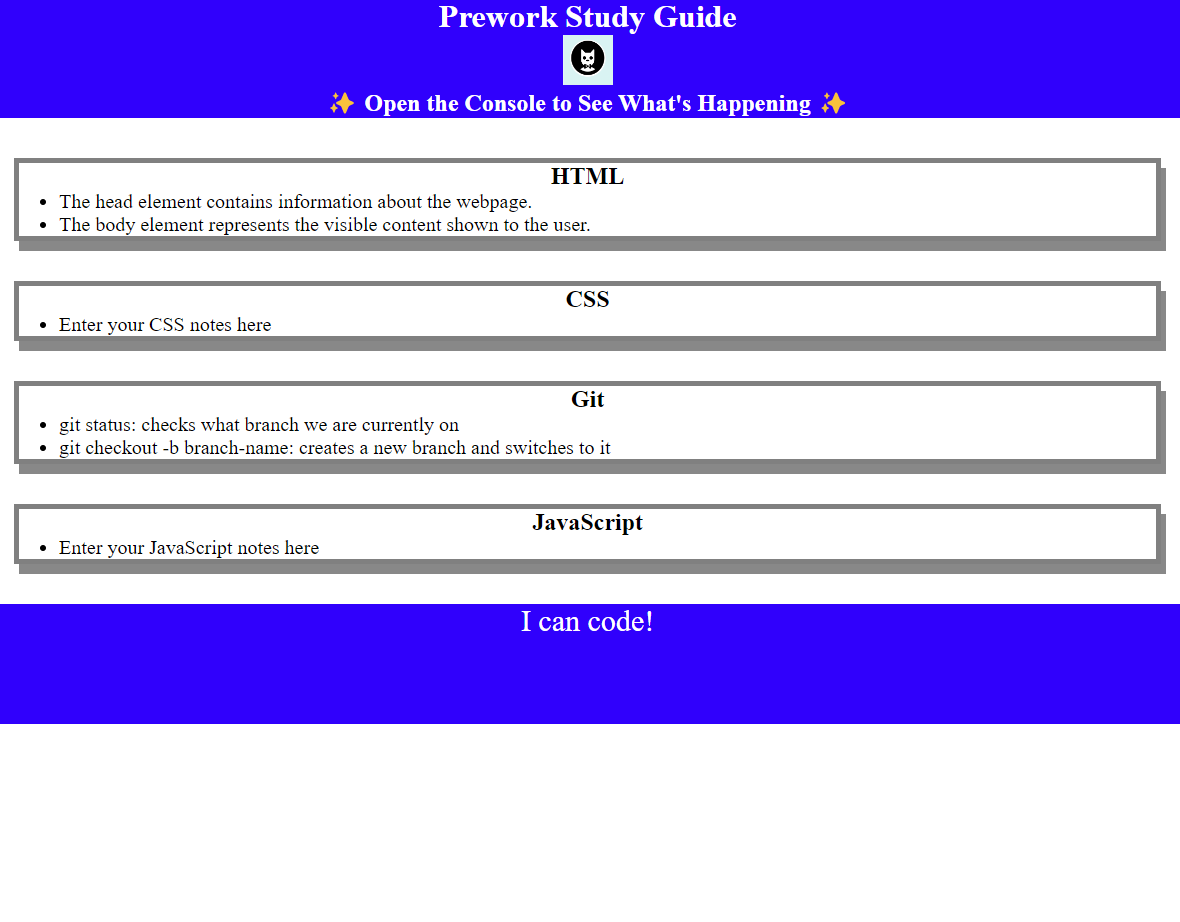 Prework Study Guide
✨ Open the Console to See What's Happening ✨
HTML
• The head element contains information about the webpage.
• The body element represents the visible content shown to the user.
CSS
• Enter your CSS notes here
Git
• git status: checks what branch we are currently on
• git checkout -b branch-name: creates a new branch and switches to it
JavaScript
• Enter your JavaScript notes here
I can code!